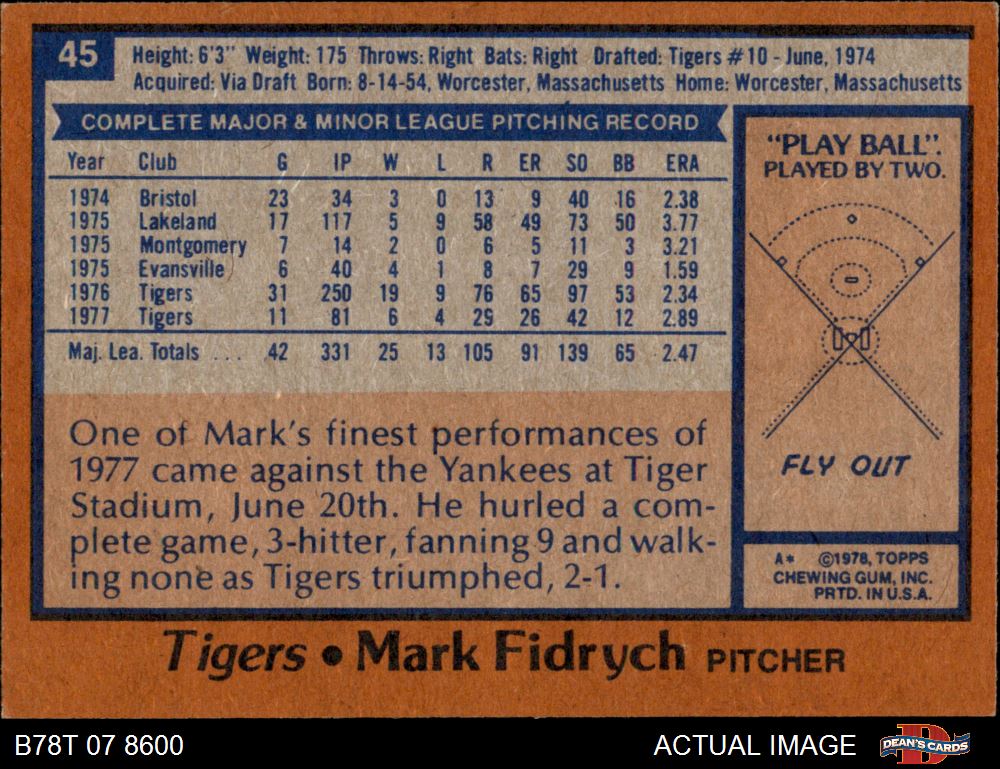 45
Height: 6'3" Weight: 175 Throws: Right Bats: Right Drafted: Tigers #10 - June, 1974
Acquired: Via Draft Born: 8-14-54, Worcester, Massachusetts Home: Worcester, Massachusetts
COMPLETE MAJOR & MINOR LEAGUE PITCHING RECORD
Year Club G IP W L R ER SO BB ERA
1974 Bristol 23 34 3 0 13 9 40 16 2.38
1975 Lakeland 17 117 5 9 58 49 73 50 3.77
1975 Montgomery 7 14 2 0 6 5 11 3 3.21
1975 Evansville 6 40 4 1 8 7 29 9 1.59
1976 Tigers 31 250 19 9 76 65 97 53 2.34
1977 Tigers 11 81 6 4 29 26 42 12 2.89
Maj. Lea. Totals ... 42 331 25 13 105 91 139 65 2.47
One of Mark's finest performances of
1977 came against the Yankees at Tiger
Stadium, June 20th. He hurled a com-
plete game, 3-hitter, fanning 9 and walk-
ing none as Tigers triumphed, 2-1.
"PLAY BALL".
PLAYED BY TWO.
FLY OUT
A* ©1978, TOPPS
CHEWING GUM, INC.
PRTD. IN U.S.A.
Tigers • Mark Fidrych PITCHER
B78T 07 8600
ACTUAL IMAGE
DEAN'S CARDS